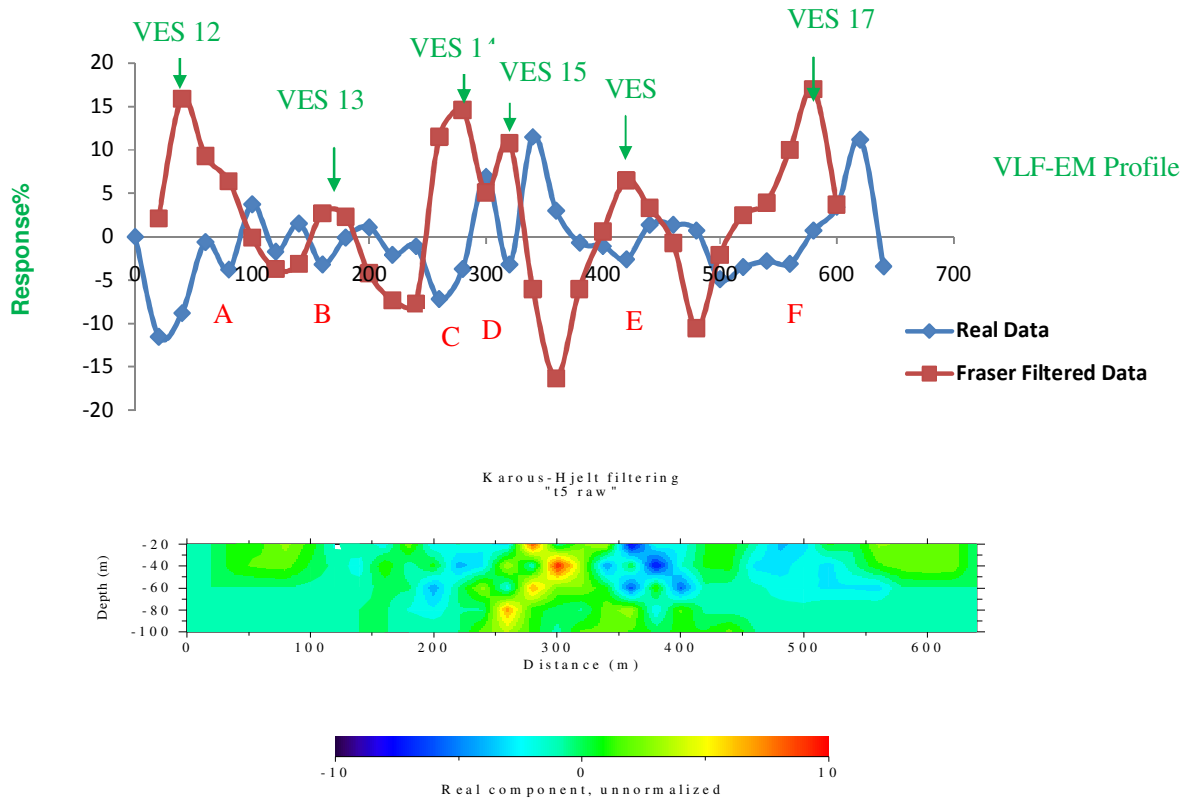 VES 17
VES 12
VES 1
VES 15
VES 13
VES
20
15
10
5
0
-5
-10
-15
-20
Response%
0
100
200
300
400
500
600
700
VLF-EM Profile
A
B
C
D
E
F
Real Data
Fraser Filtered Data
Karous-Hjelt filtering
"t5 raw"
Depth (m)
-20
-40
-60
-80
-100
0
100
200
300
400
500
600
Distance (m)
-10
0
10
Real component, unnormalized